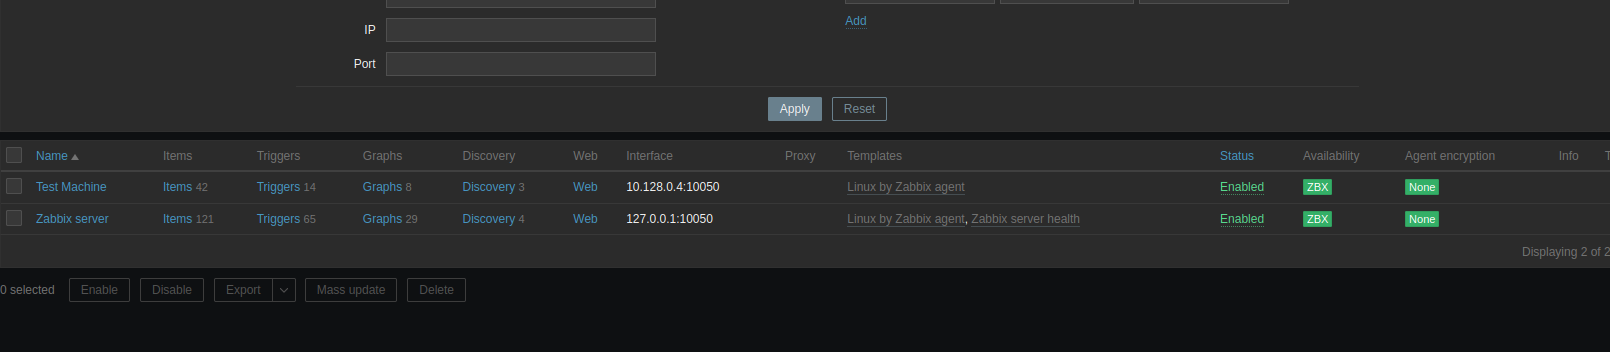 IP
Add
Port
Apply Reset
Name Items Triggers Graphs Discovery Web Interface Proxy Templates Status Availability Agent encryption Info
Test Machine Items 42 Triggers 14 Graphs 8 Discovery 3 Web 10.128.0.4:10050 Linux by Zabbix agent Enabled ZBX None
Zabbix server Items 121 Triggers 65 Graphs 29 Discovery 4 Web 127.0.0.1:10050 Linux by Zabbix agent, Zabbix server health Enabled ZBX None
Displaying 2 of 2
0 selected Enable Disable Export Mass update Delete